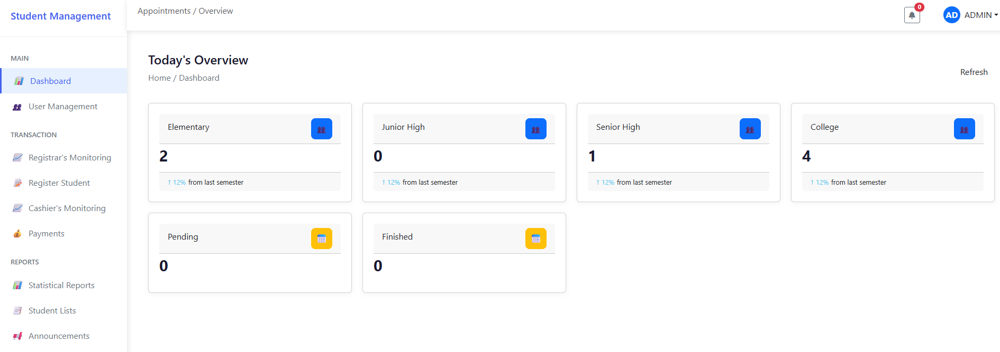 Student Management
Appointments / Overview
0
AD ADMIN
MAIN
Dashboard
User Management
TRANSACTION
Registrar's Monitoring
Register Student
Cashier's Monitoring
Payments
REPORTS
Statistical Reports
Student Lists
Announcements
Today's Overview
Home / Dashboard
Refresh
Elementary
2
↑ 12% from last semester
Junior High
0
↑ 12% from last semester
Senior High
1
↑ 12% from last semester
College
4
↑ 12% from last semester
Pending
0
Finished
0